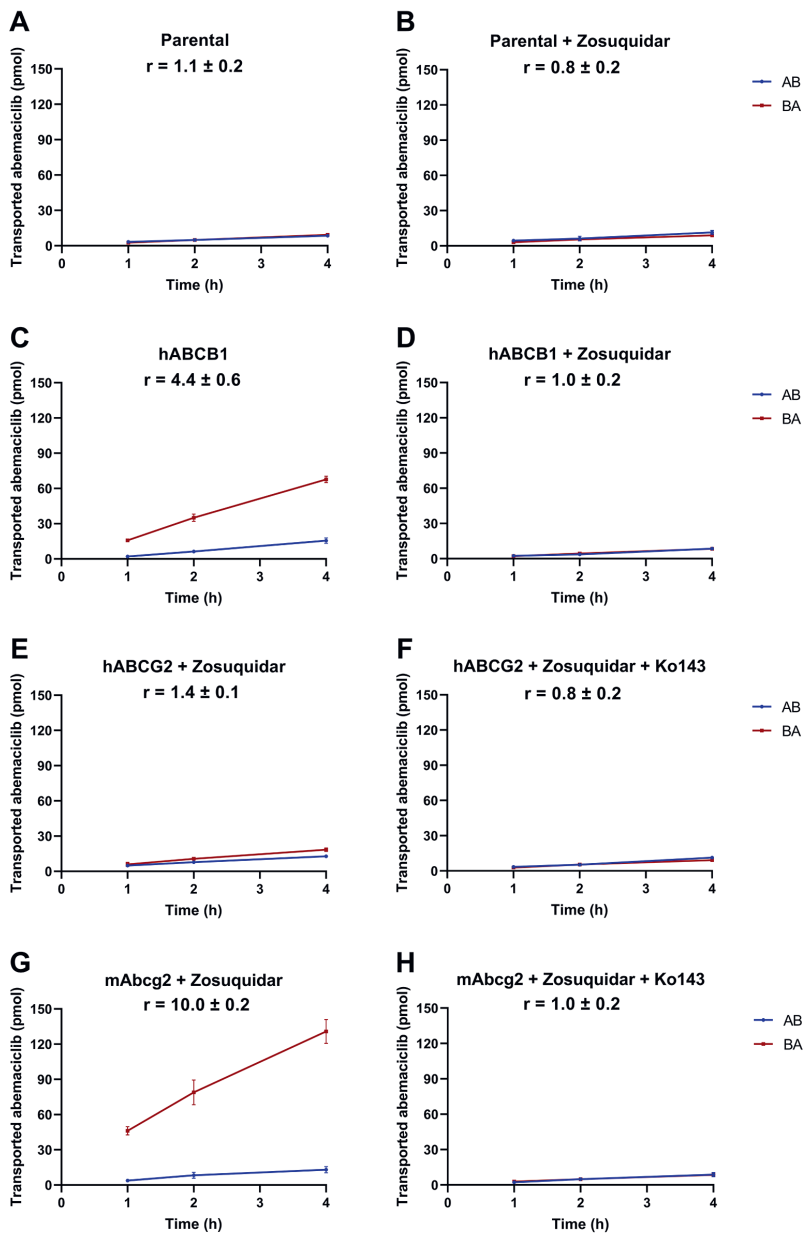 A
Parental
r = 1.1 ± 0.2
Transported abemaciclib (pmol)
150
120
90
60
30
0
0 1 2 3 4
Time (h)
B
Parental + Zosuquidar
r = 0.8 ± 0.2
Transported abemaciclib (pmol)
150
120
90
60
30
0
0 1 2 3 4
Time (h)
AB
BA
C
hABCB1
r = 4.4 ± 0.6
Transported abemaciclib (pmol)
150
120
90
60
30
0
0 1 2 3 4
Time (h)
D
hABCB1 + Zosuquidar
r = 1.0 ± 0.2
Transported abemaciclib (pmol)
150
120
90
60
30
0
0 1 2 3 4
Time (h)
AB
BA
E
hABCG2 + Zosuquidar
r = 1.4 ± 0.1
Transported abemaciclib (pmol)
150
120
90
60
30
0
0 1 2 3 4
Time (h)
F
hABCG2 + Zosuquidar + Ko143
r = 0.8 ± 0.2
Transported abemaciclib (pmol)
150
120
90
60
30
0
0 1 2 3 4
Time (h)
AB
BA
G
mAbcg2 + Zosuquidar
r = 10.0 ± 0.2
Transported abemaciclib (pmol)
150
120
90
60
30
0
0 1 2 3 4
Time (h)
H
mAbcg2 + Zosuquidar + Ko143
r = 1.0 ± 0.2
Transported abemaciclib (pmol)
150
120
90
60
30
0
0 1 2 3 4
Time (h)
AB
BA